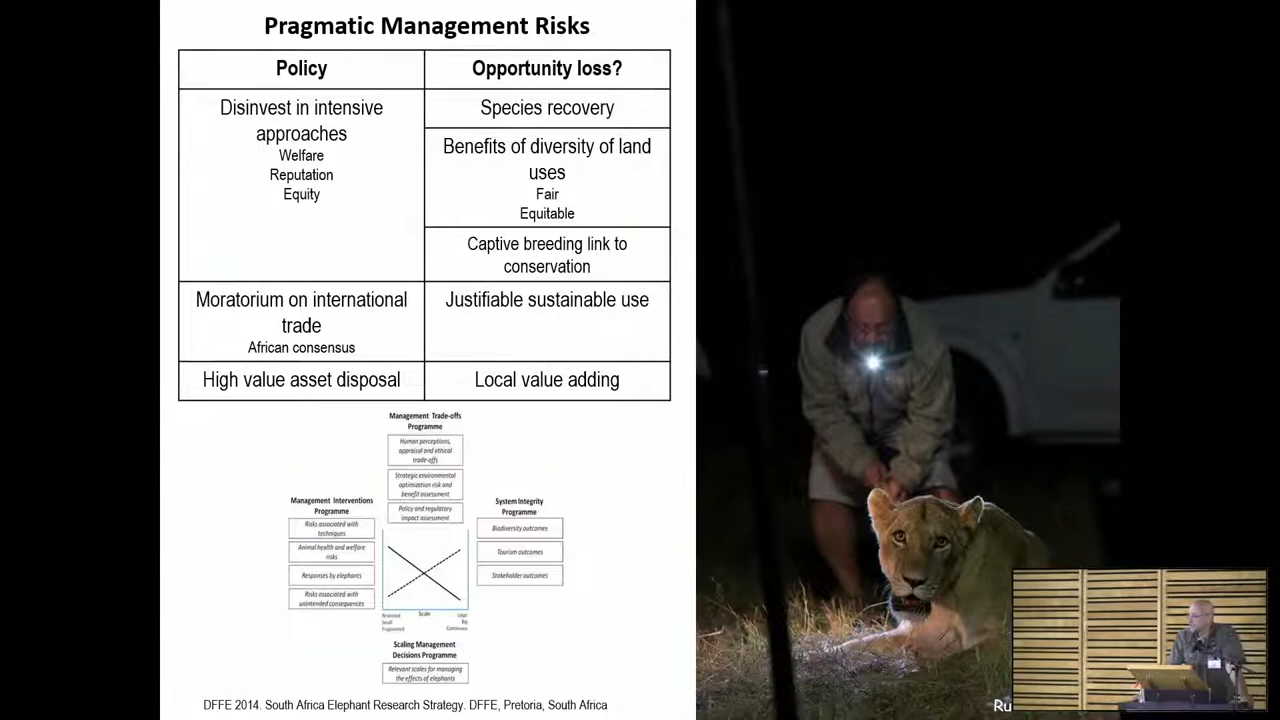 Pragmatic Management Risks
Policy
Opportunity loss?
Disinvest in intensive
approaches
Welfare
Reputation
Equity
Species recovery
Benefits of diversity of land
uses
Fair
Equitable
Captive breeding link to
conservation
Moratorium on international
trade
African consensus
Justifiable sustainable use
High value asset disposal
Local value adding
Management Trade-offs
Programme
Human perceptions,
appraisal and ethical
trade-offs
Strategic environmental
optimization risk and
benefit assessment
Policy and regulatory
impact assessment
Management Interventions
Programme
Risks associated with
techniques
Animal health and welfare
risks
Responses by elephants
Risks associated with
unintended consequences
System Integrity
Programme
Biodiversity outcomes
Tourism outcomes
Stakeholder outcomes
Scale
Restricted
Small
Fragmented
Large
Big
Continuous
Scaling Management
Decisions Programme
Relevant scales for managing
the effects of elephants
DFFE 2014. South Africa Elephant Research Strategy. DFFE, Pretoria, South Africa
Ru